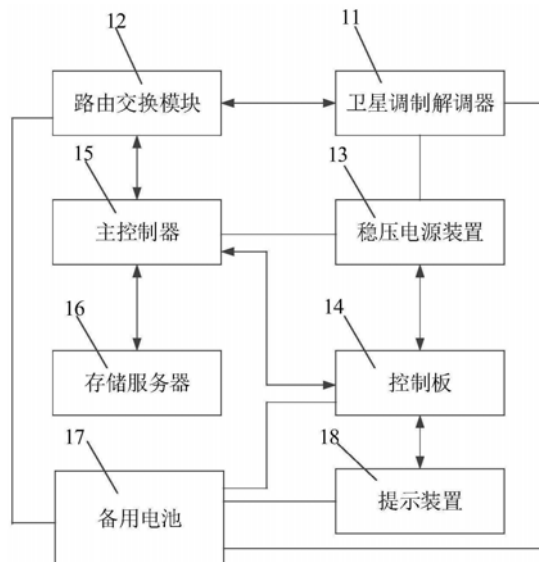 12
11
路由交换模块
卫星调制解调器
15
13
主控制器
稳压电源装置
16
14
存储服务器
控制板
17
18
备用电池
提示装置